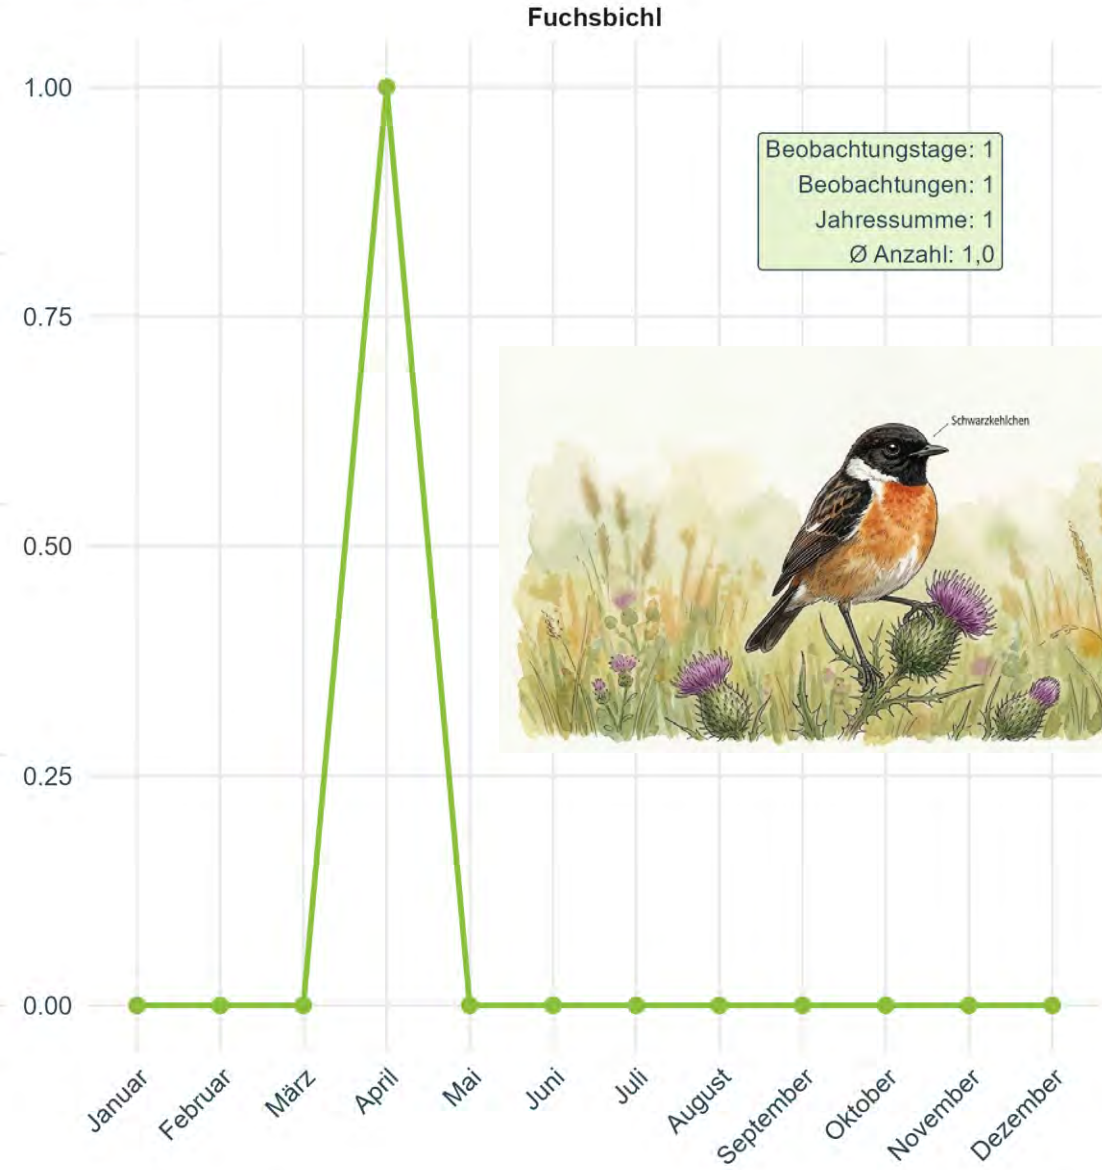 Fuchsbichl
1.00
Beobachtungstage: 1
Beobachtungen: 1
Jahressumme: 1
Ø Anzahl: 1,0
0.75
Schwarzkehlchen
0.50
0.25
0.00
Januar
Februar
März
April
Mai
Juni
Juli
August
September
Oktober
November
Dezember